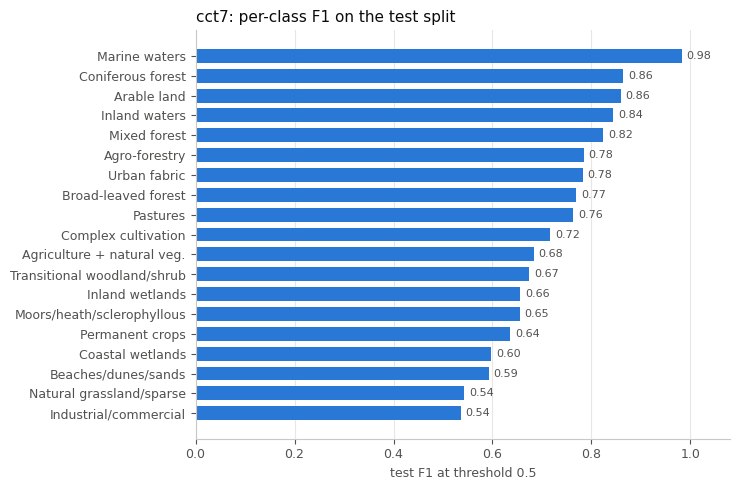 cct7: per-class F1 on the test split
Marine waters 0.98
Coniferous forest 0.86
Arable land 0.86
Inland waters 0.84
Mixed forest 0.82
Agro-forestry 0.78
Urban fabric 0.78
Broad-leaved forest 0.77
Pastures 0.76
Complex cultivation 0.72
Agriculture + natural veg. 0.68
Transitional woodland/shrub 0.67
Inland wetlands 0.66
Moors/heath/sclerophyllous 0.65
Permanent crops 0.64
Coastal wetlands 0.60
Beaches/dunes/sands 0.59
Natural grassland/sparse 0.54
Industrial/commercial 0.54
0.0 0.2 0.4 0.6 0.8 1.0
test F1 at threshold 0.5